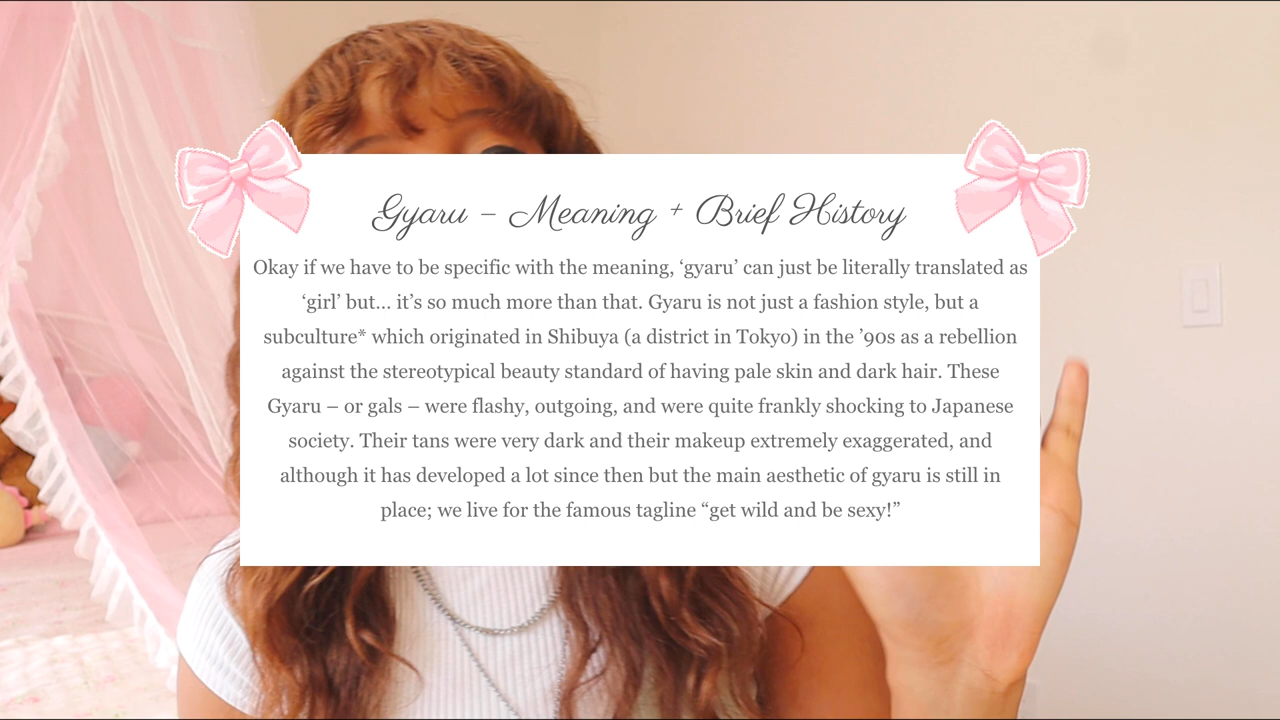 Gyaru – Meaning + Brief History
Okay if we have to be specific with the meaning, ‘gyaru’ can just be literally translated as
‘girl’ but... it’s so much more than that. Gyaru is not just a fashion style, but a
subculture* which originated in Shibuya (a district in Tokyo) in the ’90s as a rebellion
against the stereotypical beauty standard of having pale skin and dark hair. These
Gyaru – or gals – were flashy, outgoing, and were quite frankly shocking to Japanese
society. Their tans were very dark and their makeup extremely exaggerated, and
although it has developed a lot since then but the main aesthetic of gyaru is still in
place; we live for the famous tagline “get wild and be sexy!”